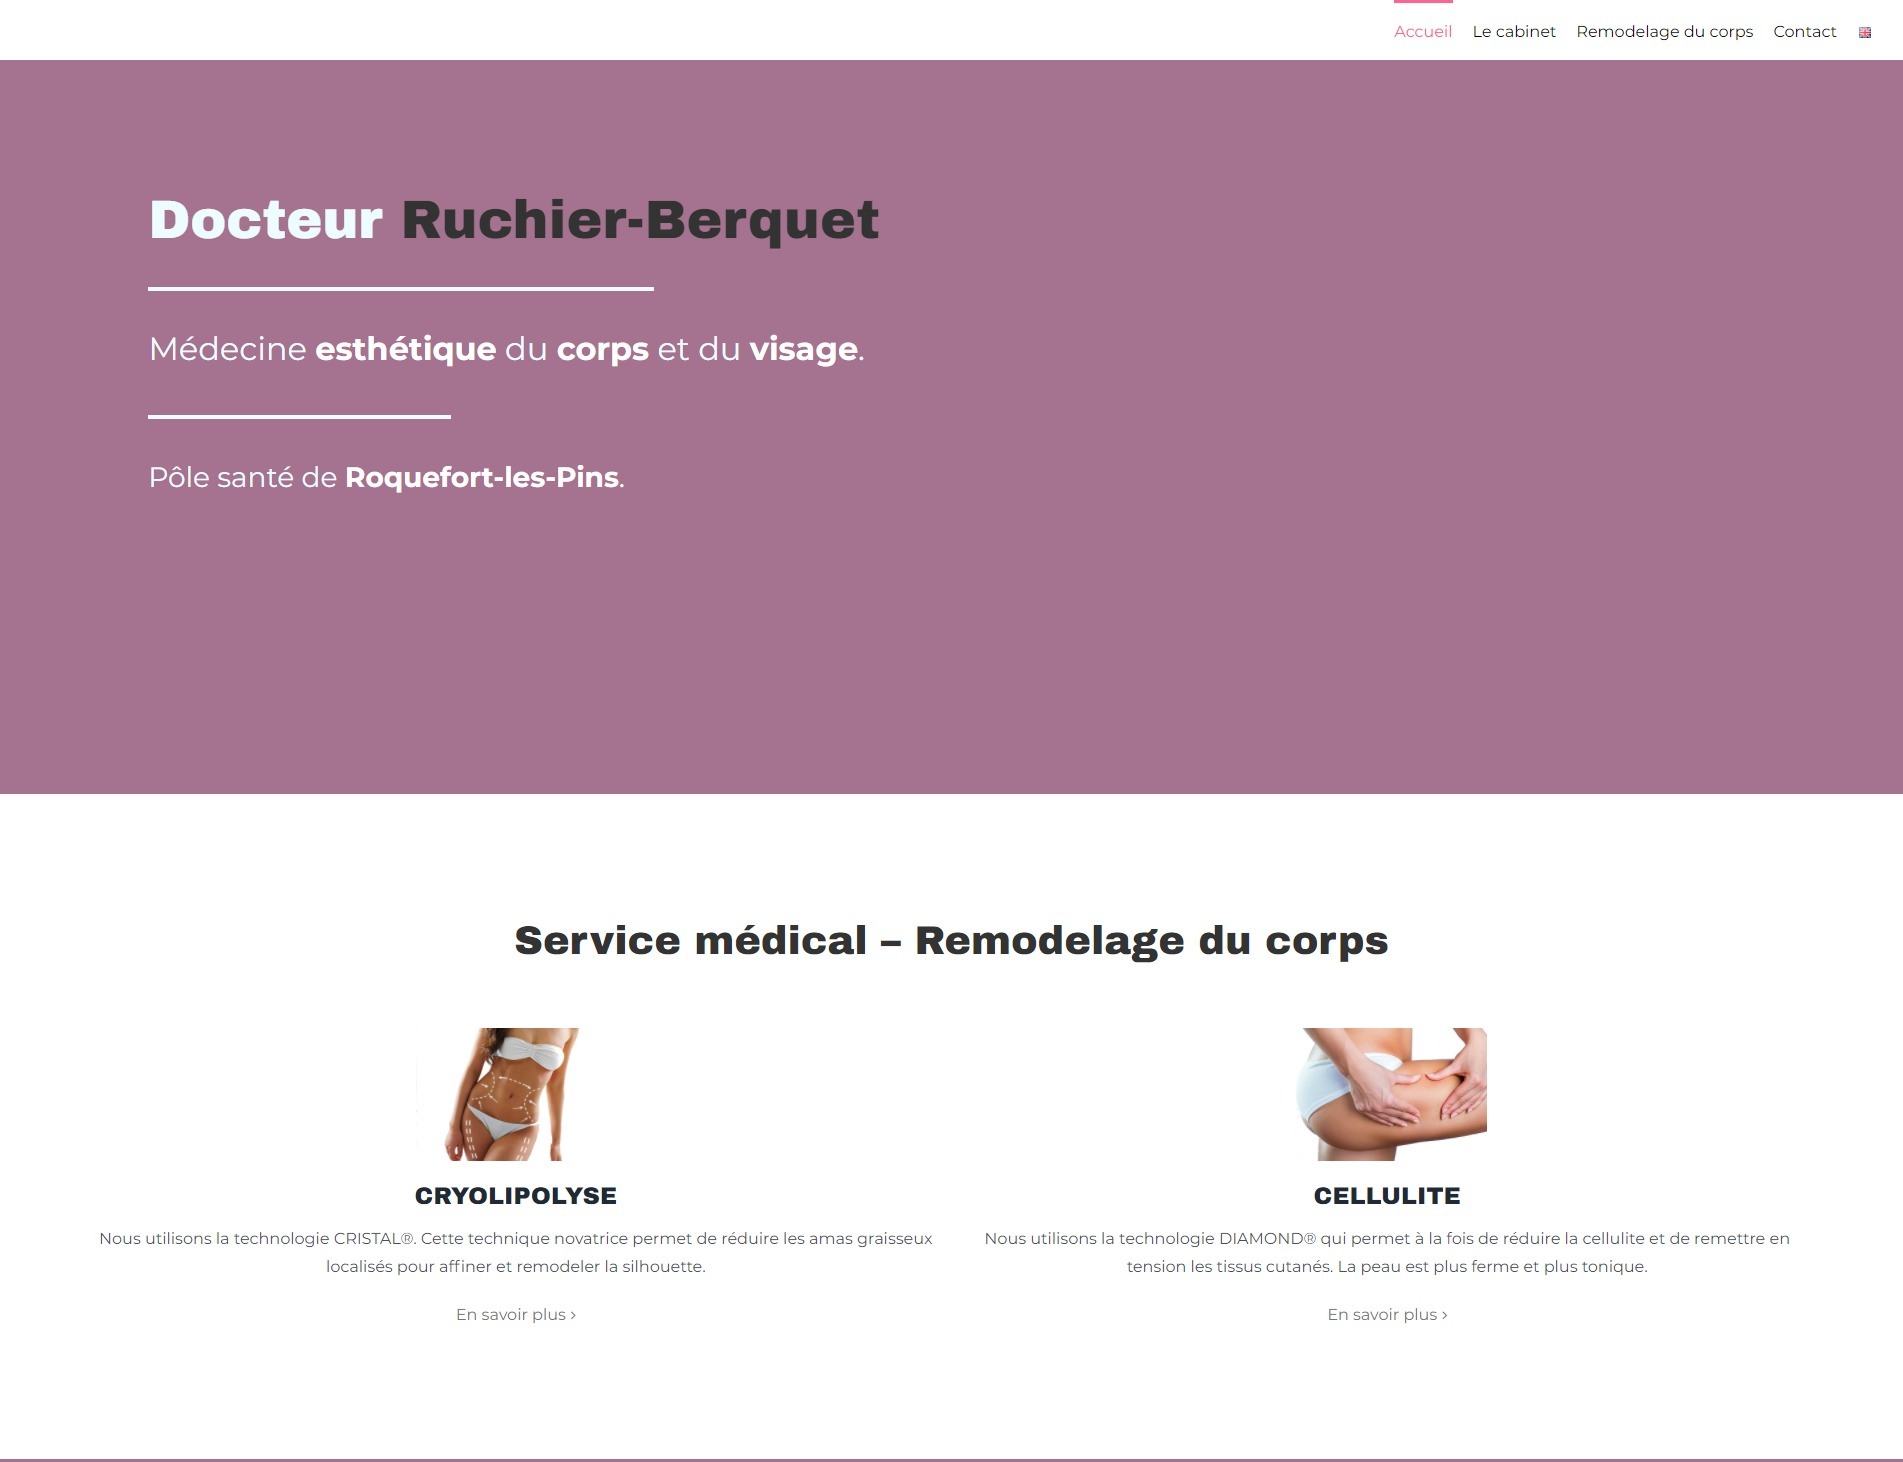 Accueil Le cabinet Remodelage du corps Contact
Docteur Ruchier-Berquet
Médecine esthétique du corps et du visage.
Pôle santé de Roquefort-les-Pins.
Service médical – Remodelage du corps
CRYOLIPOLYSE
Nous utilisons la technologie CRISTAL®. Cette technique novatrice permet de réduire les amas graisseux
localisés pour affiner et remodeler la silhouette.
En savoir plus ›
CELLULITE
Nous utilisons la technologie DIAMOND® qui permet à la fois de réduire la cellulite et de remettre en
tension les tissus cutanés. La peau est plus ferme et plus tonique.
En savoir plus ›